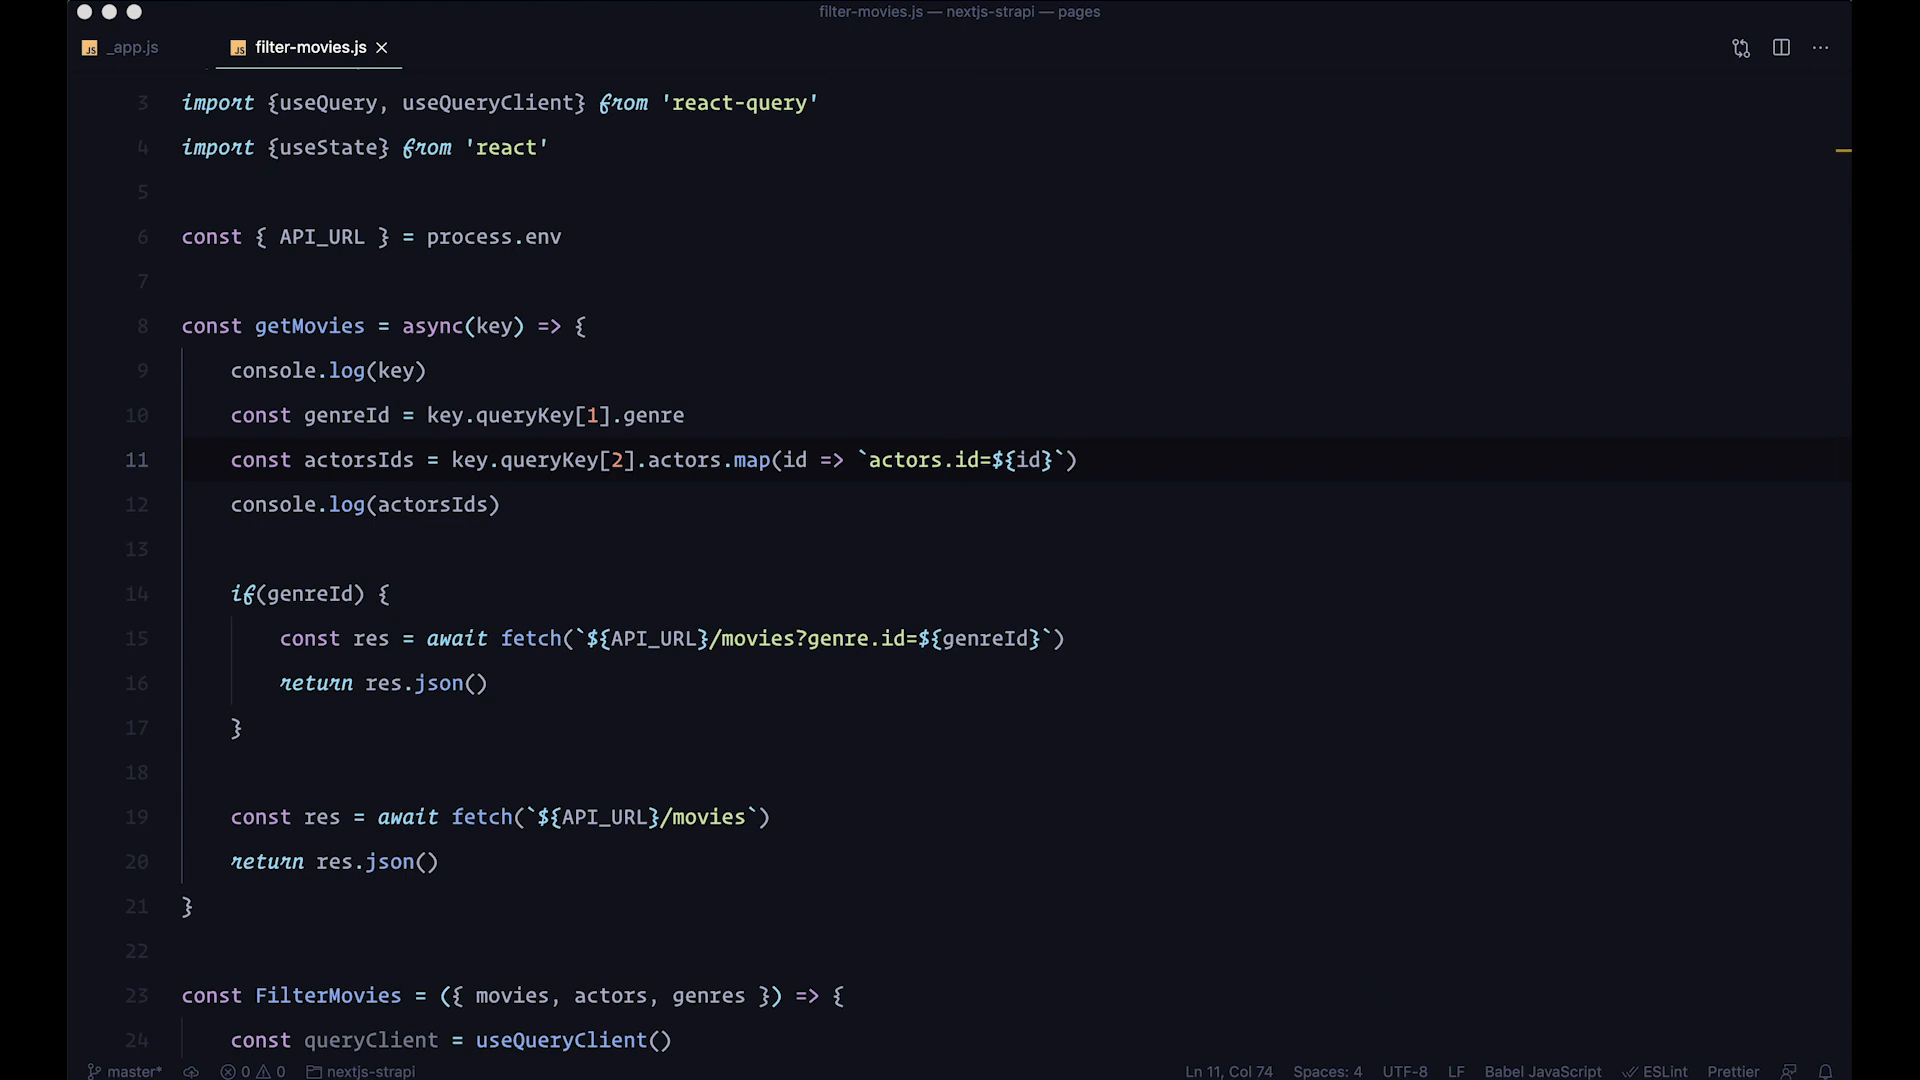 filter-movies.js — nextjs-strapi — pages
JS _app.js JS filter-movies.js
3 import {useQuery, useQueryClient} from 'react-query'
4 import {useState} from 'react'
5
6 const { API_URL } = process.env
7
8 const getMovies = async(key) => {
9 console.log(key)
10 const genreId = key.queryKey[1].genre
11 const actorsIds = key.queryKey[2].actors.map(id => `actors.id=${id}`)
12 console.log(actorsIds)
13
14 if(genreId) {
15 const res = await fetch(`${API_URL}/movies?genre.id=${genreId}`)
16 return res.json()
17 }
18
19 const res = await fetch(`${API_URL}/movies`)
20 return res.json()
21 }
22
23 const FilterMovies = ({ movies, actors, genres }) => {
24 const queryClient = useQueryClient()
master* 0 0 nextjs-strapi Ln 11, Col 74 Spaces: 4 UTF-8 LF Babel JavaScript ESLint Prettier